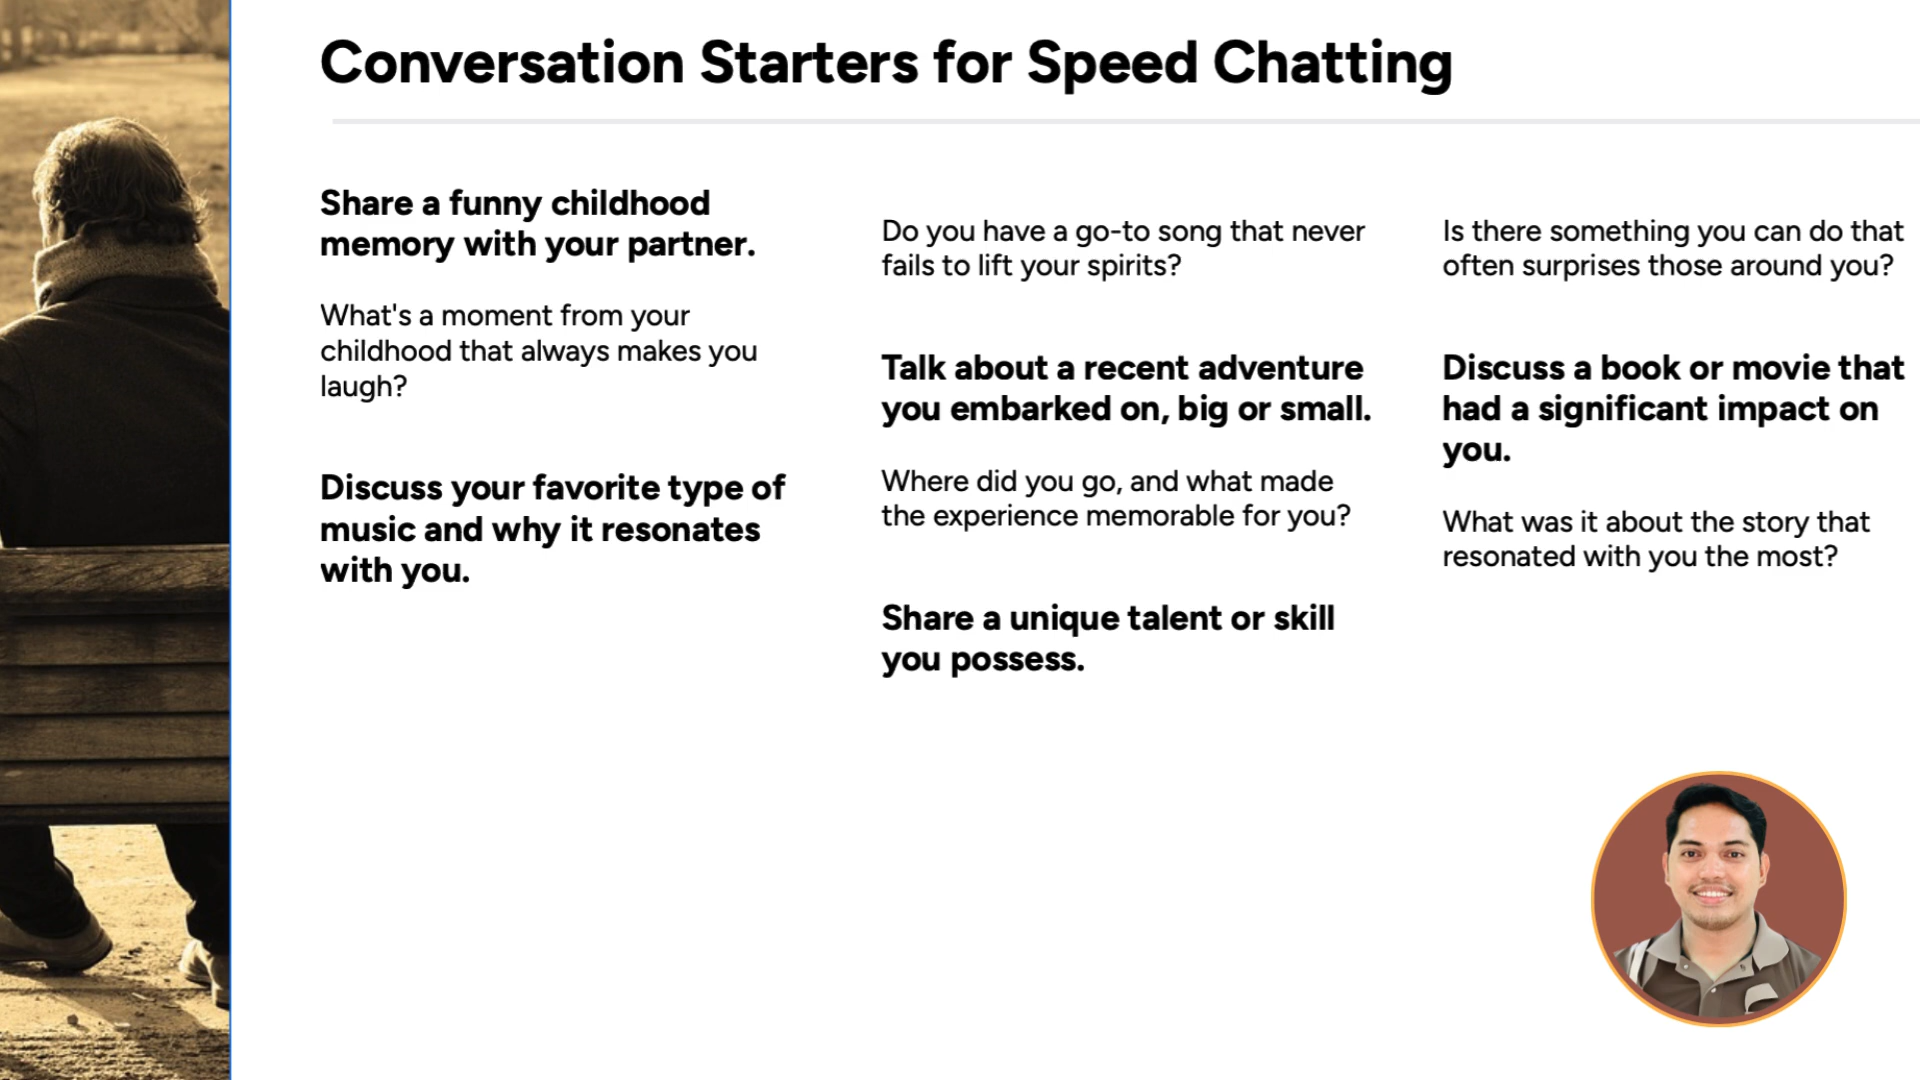 Conversation Starters for Speed Chatting
Share a funny childhood
memory with your partner.
What's a moment from your
childhood that always makes you
laugh?
Discuss your favorite type of
music and why it resonates
with you.
Do you have a go-to song that never
fails to lift your spirits?
Talk about a recent adventure
you embarked on, big or small.
Where did you go, and what made
the experience memorable for you?
Share a unique talent or skill
you possess.
Is there something you can do that
often surprises those around you?
Discuss a book or movie that
had a significant impact on
you.
What was it about the story that
resonated with you the most?